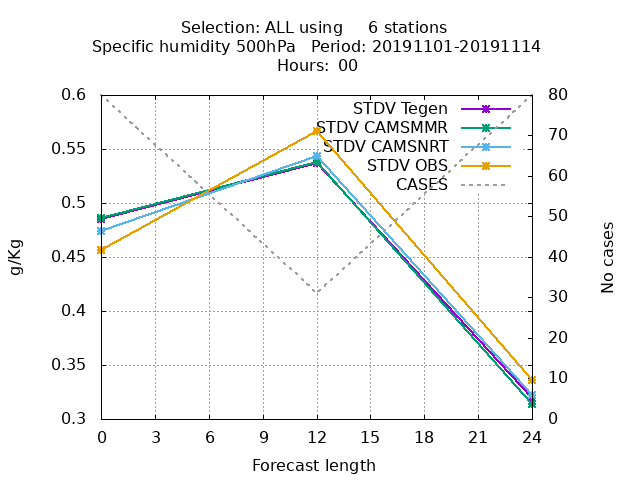 Selection: ALL using 6 stations
Specific humidity 500hPa Period: 20191101-20191114
Hours: 00
g/Kg
0.6
0.55
0.5
0.45
0.4
0.35
0.3
STDV Tegen
STDV CAMSMMR
STDV CAMSNRT
STDV OBS
CASES
80
70
60
50
40
30
20
10
0
No cases
0 3 6 9 12 15 18 21 24
Forecast length